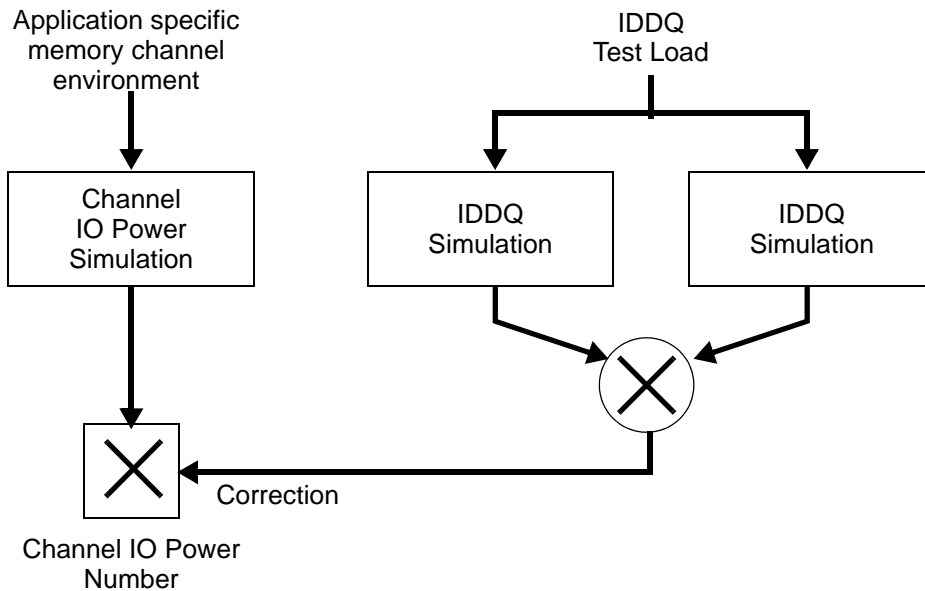 Application specific
memory channel
environment
IDDQ
Test Load
Channel
IO Power
Simulation
IDDQ
Simulation
IDDQ
Simulation
Correction
Channel IO Power
Number